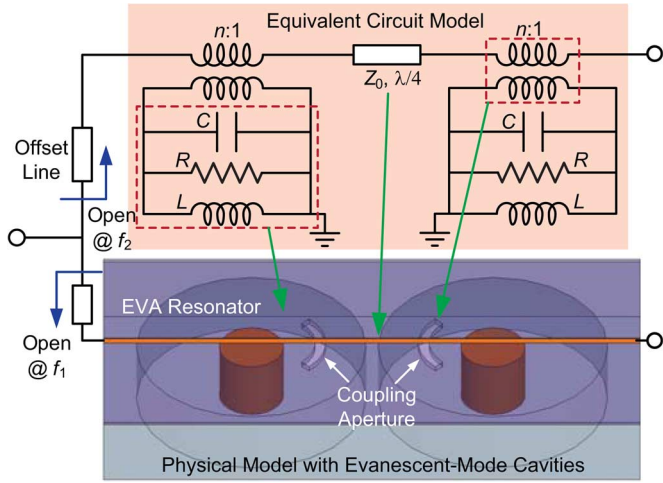 Equivalent Circuit Model
n:1
n:1
Z0, λ/4
C
C
R
R
L
L
Offset
Line
Open
@ f2
EVA Resonator
Open
@ f1
Coupling
Aperture
Physical Model with Evanescent-Mode Cavities